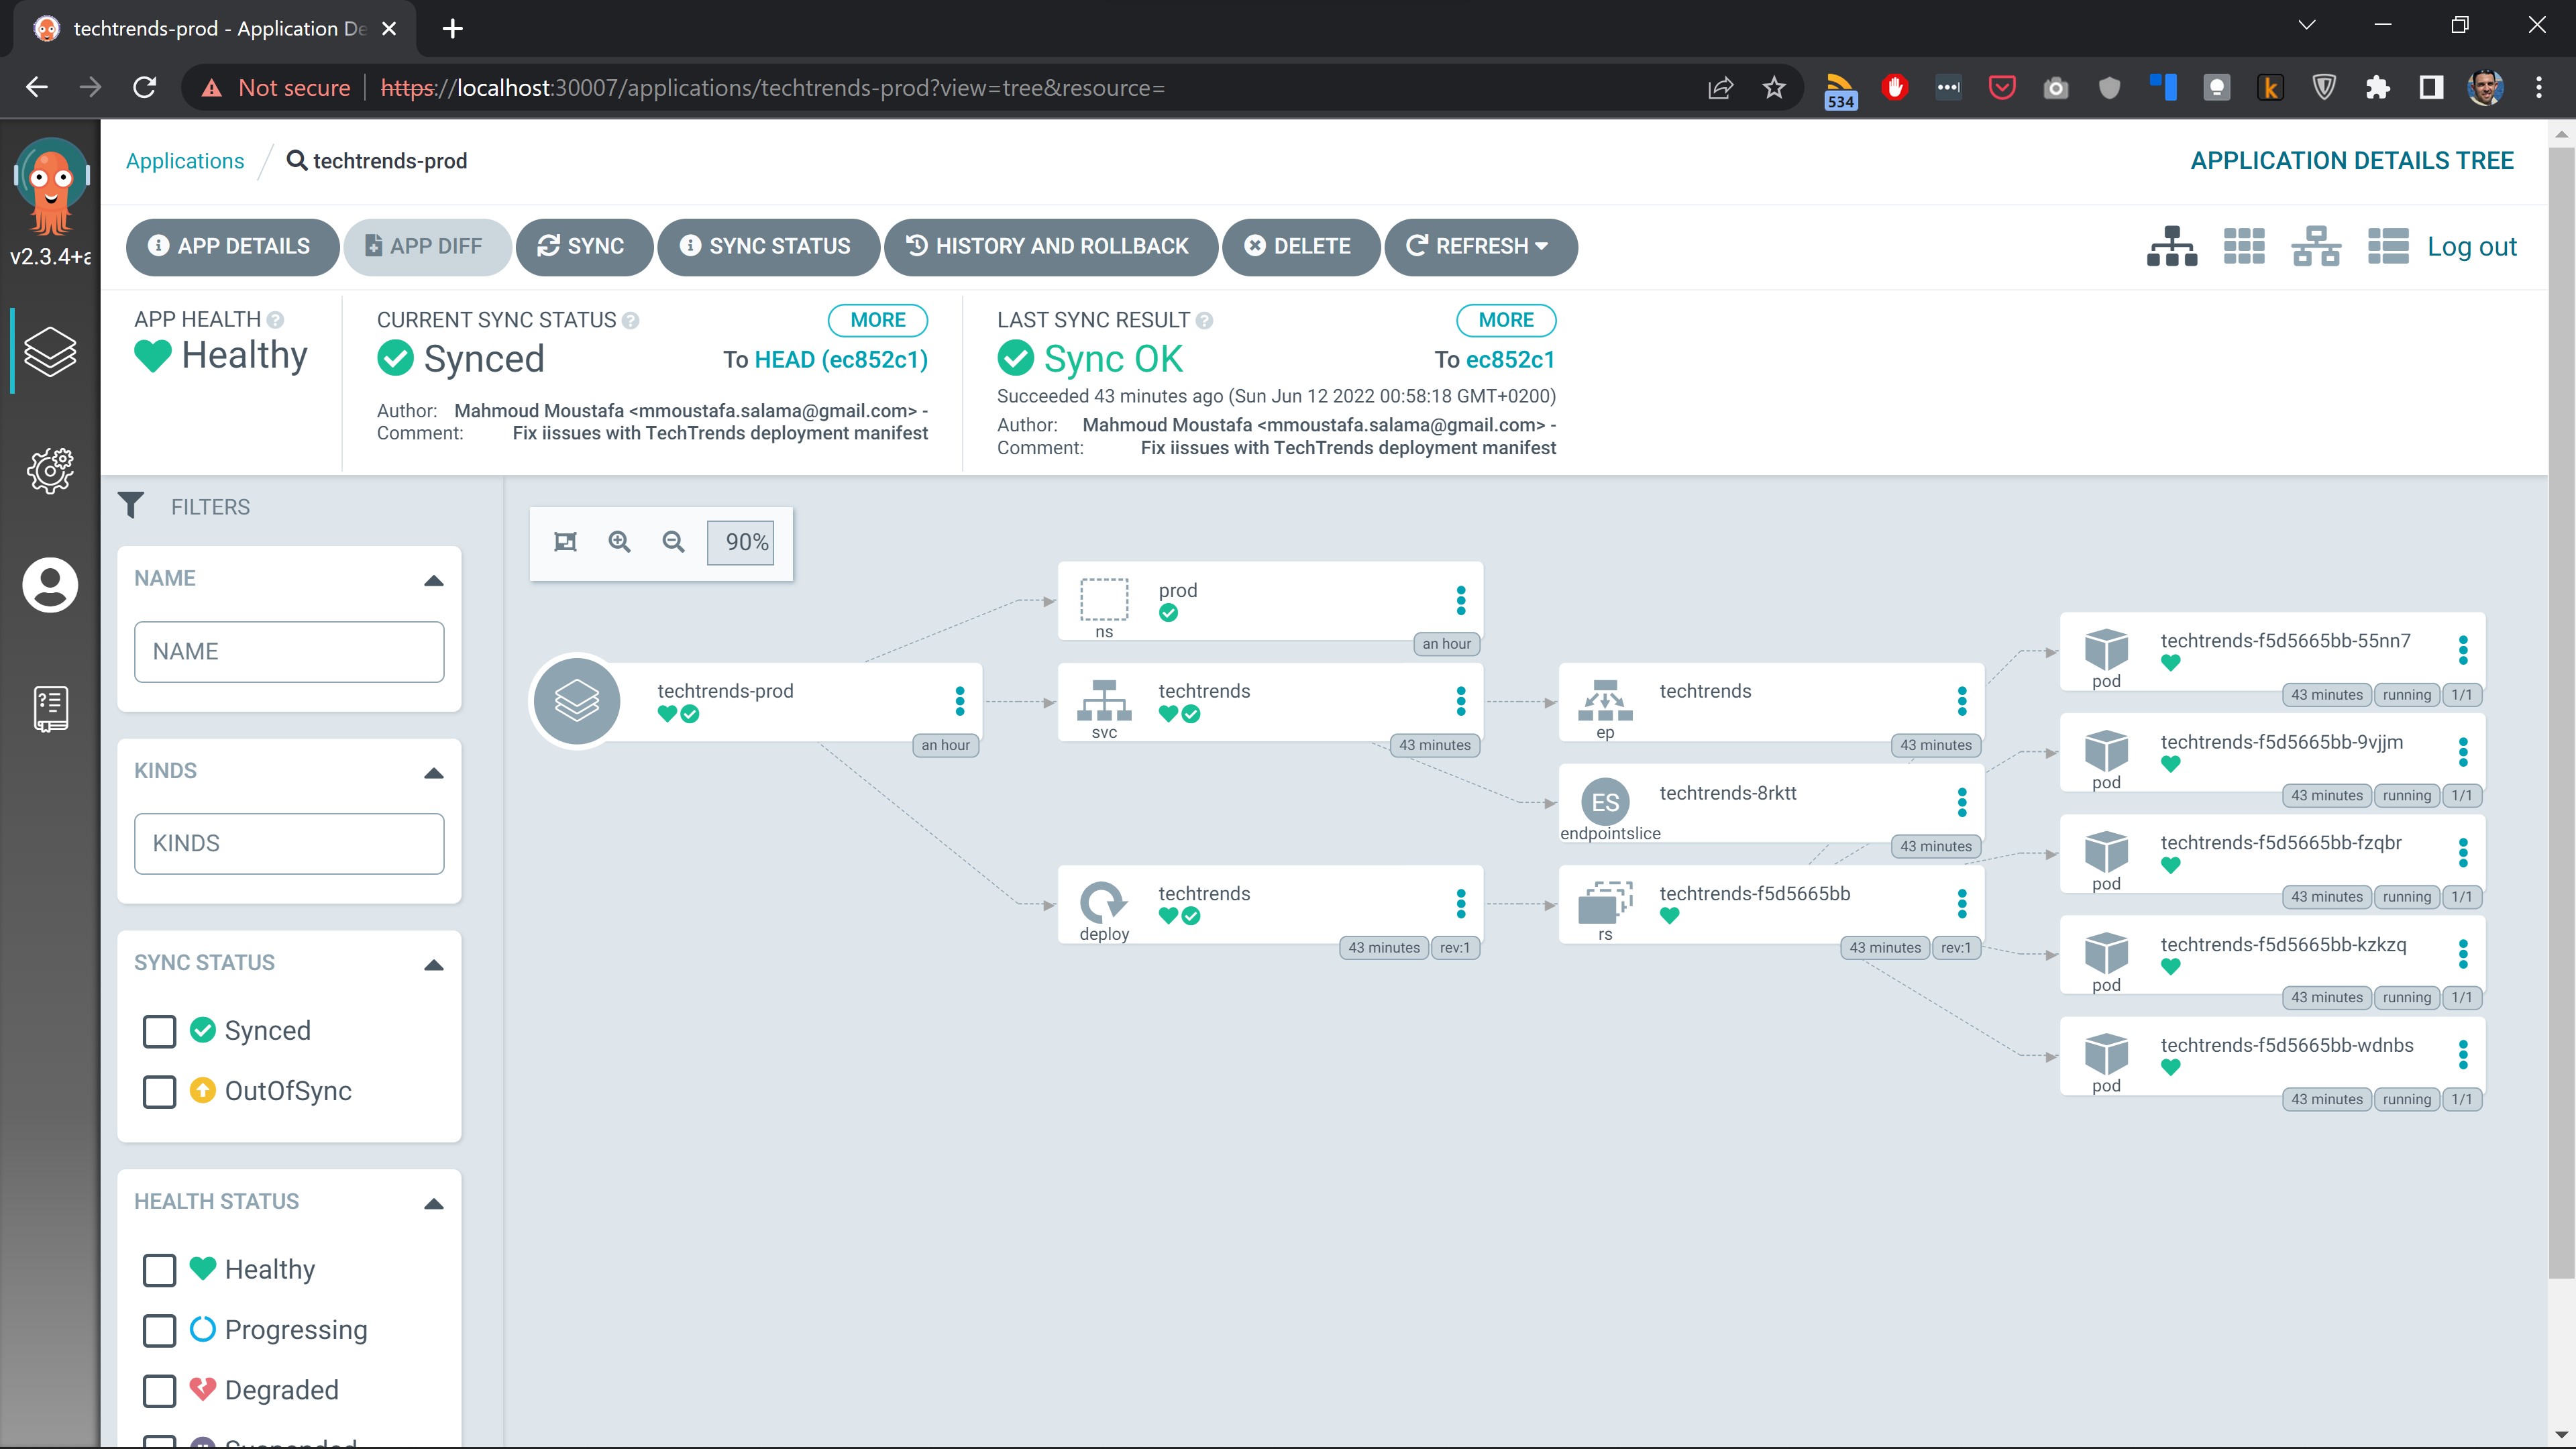 techtrends-prod - Application De
Not secure
https://localhost:30007/applications/techtrends-prod?view=tree&resource=
534
k
v2.3.4+a
Applications / techtrends-prod
APPLICATION DETAILS TREE
APP DETAILS
APP DIFF
SYNC
SYNC STATUS
HISTORY AND ROLLBACK
DELETE
REFRESH
Log out
APP HEALTH
Healthy
CURRENT SYNC STATUS
MORE
Synced
To HEAD (ec852c1)
Author: Mahmoud Moustafa <mmoustafa.salama@gmail.com> -
Comment: Fix iissues with TechTrends deployment manifest
LAST SYNC RESULT
MORE
Sync OK
To ec852c1
Succeeded 43 minutes ago (Sun Jun 12 2022 00:58:18 GMT+0200)
Author: Mahmoud Moustafa <mmoustafa.salama@gmail.com> -
Comment: Fix iissues with TechTrends deployment manifest
FILTERS
NAME
NAME
KINDS
KINDS
SYNC STATUS
Synced
OutOfSync
HEALTH STATUS
Healthy
Progressing
Degraded
90%
techtrends-prod
an hour
prod
ns
an hour
techtrends
svc
43 minutes
techtrends
deploy
43 minutes rev:1
techtrends
ep
43 minutes
ES
techtrends-8rktt
endpointslice
43 minutes
techtrends-f5d5665bb
rs
43 minutes rev:1
techtrends-f5d5665bb-55nn7
pod
43 minutes running 1/1
techtrends-f5d5665bb-9vjjm
pod
43 minutes running 1/1
techtrends-f5d5665bb-fzqbr
pod
43 minutes running 1/1
techtrends-f5d5665bb-kzkzq
pod
43 minutes running 1/1
techtrends-f5d5665bb-wdnbs
pod
43 minutes running 1/1